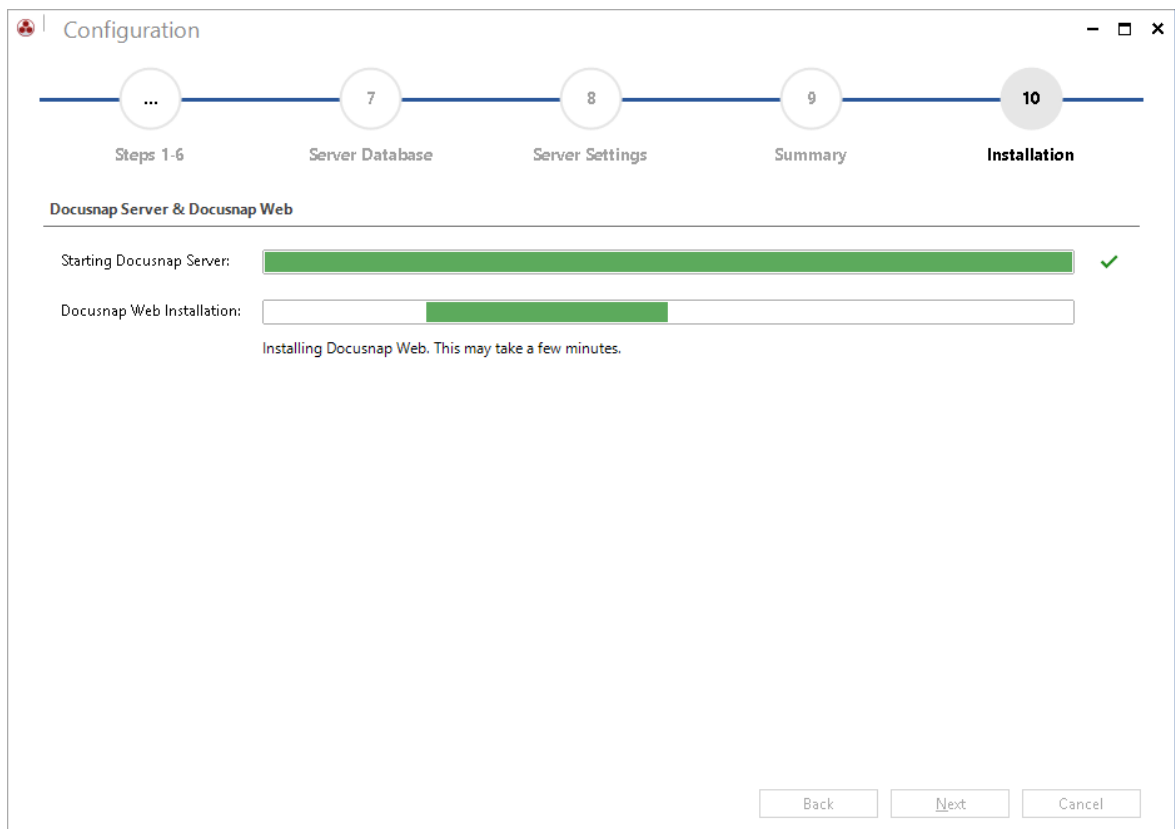 Configuration
... 7 8 9 10
Steps 1-6 Server Database Server Settings Summary Installation
Docusnap Server & Docusnap Web
Starting Docusnap Server:
Docusnap Web Installation:
Installing Docusnap Web. This may take a few minutes.
Back Next Cancel